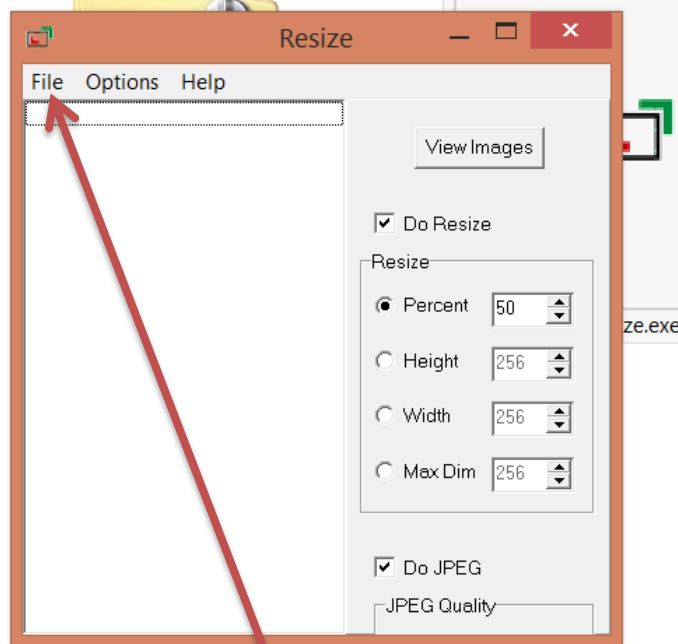 Resize
File Options Help
View Images
Do Resize
Resize
Percent 50
ze.exe
Height 256
Width 256
Max Dim 256
Do JPEG
JPEG Quality